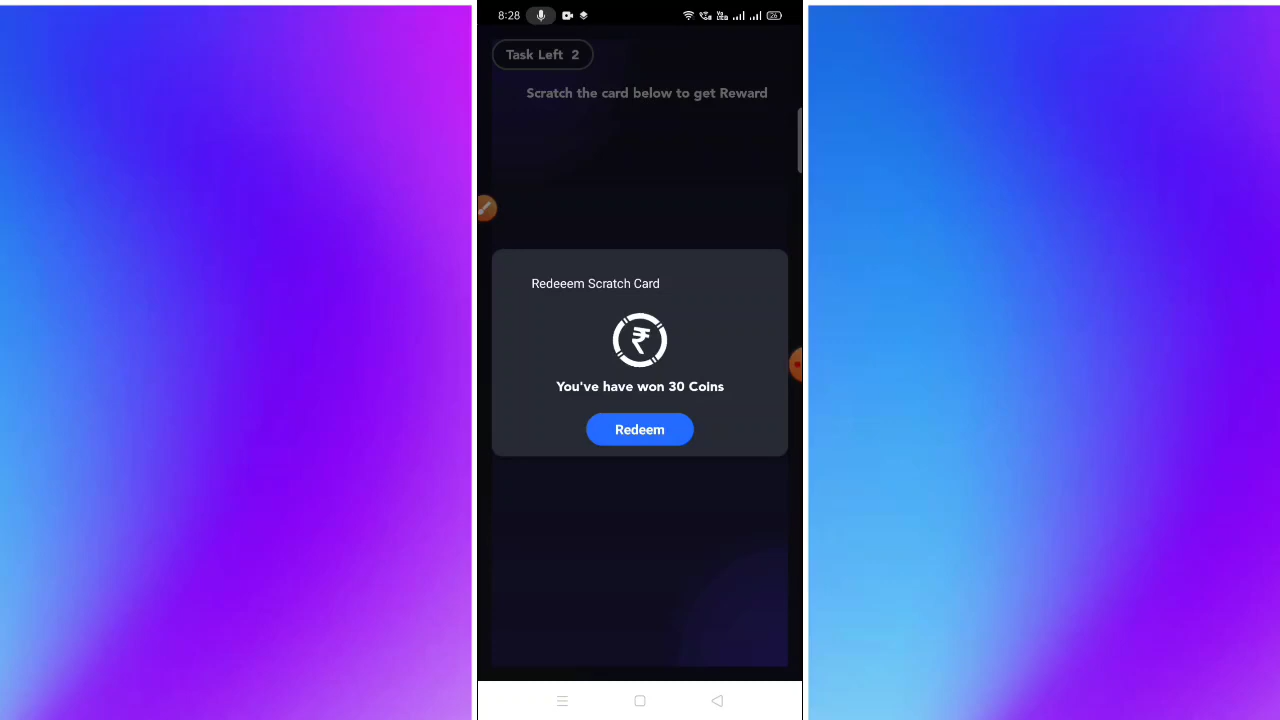 8:28
26
Task Left 2
Scratch the card below to get Reward
Redeeem Scratch Card
₹
You've have won 30 Coins
Redeem